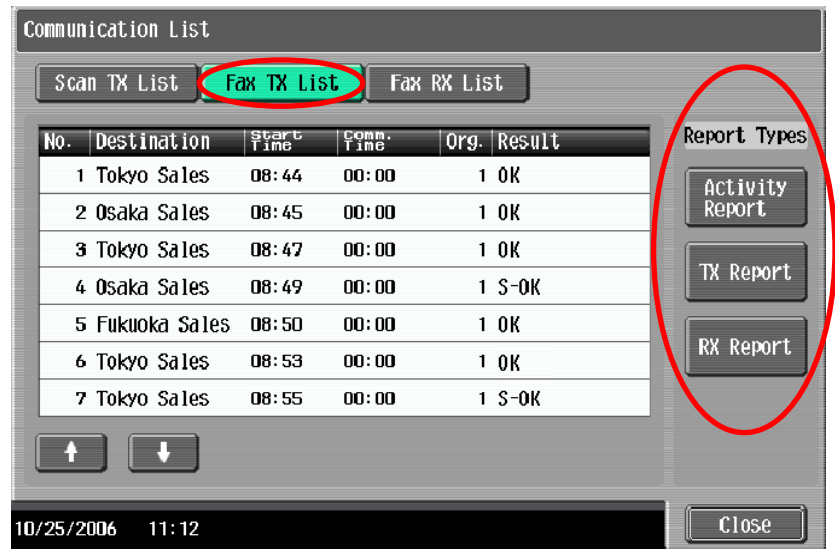 Communication List
Scan TX List Fax TX List Fax RX List
No. Destination Start Time Comm. Time Org. Result
1 Tokyo Sales 08:44 00:00 1 OK
2 Osaka Sales 08:45 00:00 1 OK
3 Tokyo Sales 08:47 00:00 1 OK
4 Osaka Sales 08:49 00:00 1 S-OK
5 Fukuoka Sales 08:50 00:00 1 OK
6 Tokyo Sales 08:53 00:00 1 OK
7 Tokyo Sales 08:55 00:00 1 S-OK
Report Types
Activity
Report
TX Report
RX Report
10/25/2006 11:12
Close